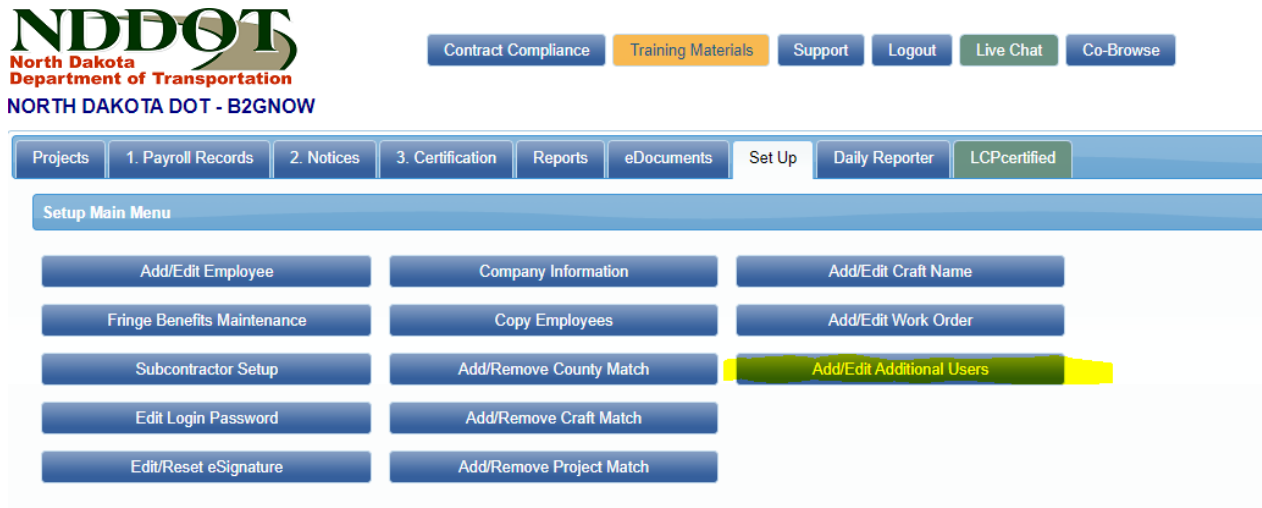 NDDOT
North Dakota
Department of Transportation
NORTH DAKOTA DOT - B2GNOW
Contract Compliance Training Materials Support Logout Live Chat Co-Browse
Projects 1. Payroll Records 2. Notices 3. Certification Reports eDocuments Set Up Daily Reporter LCPcertified
Setup Main Menu
Add/Edit Employee Company Information Add/Edit Craft Name
Fringe Benefits Maintenance Copy Employees Add/Edit Work Order
Subcontractor Setup Add/Remove County Match Add/Edit Additional Users
Edit Login Password Add/Remove Craft Match
Edit/Reset eSignature Add/Remove Project Match